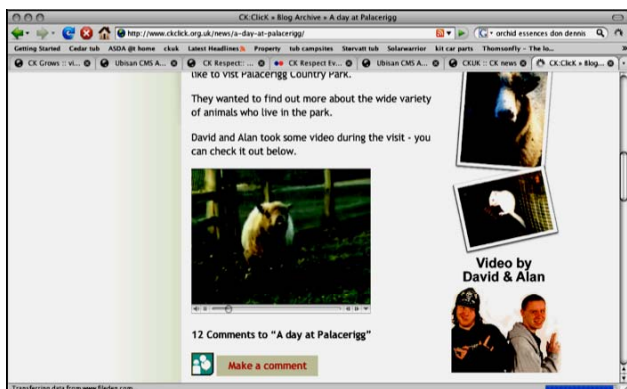 CK:ClicK » Blog Archive » A day at Palacerigg
http://www.ckclick.org.uk/news/a-day-at-palacerigg/
orchid essences don dennis
Getting Started Cedar tub ASDA @t home ckuk Latest Headlines Property tub campsites Starvatt tub Solarwarrior kit car parts Thomsonfly - The lo...
CK Grows :: vi... Ubisan CMS A... CK Respect:: ... CK Respect Ev... Ubisan CMS A... CKUK :: CK news CK:ClicK » Blog...
like to visit Palacerigg Country Park.
They wanted to find out more about the wide variety
of animals who live in the park.
David and Alan took some video during the visit - you
can check it out below.
Video by
David & Alan
12 Comments to “A day at Palacerigg”
Make a comment
Transferring data from www.fileden.com...